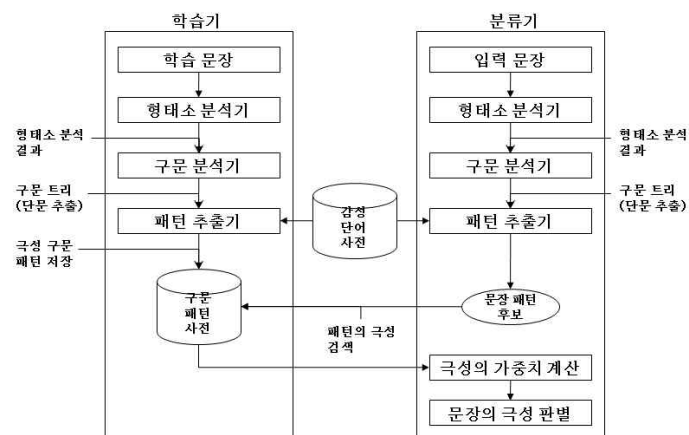 학습기
학습 문장
형태소 분석기
형태소 분석
결과
구문 분석기
구문 트리
(단문 추출)
패턴 추출기
극성 구문
패턴 저장
구문
패턴
사전
감성
단어
사전
패턴의 극성
검색
분류기
입력 문장
형태소 분석기
형태소 분석
결과
구문 분석기
구문 트리
(단문 추출)
패턴 추출기
문장 패턴
후보
극성의 가중치 계산
문장의 극성 판별